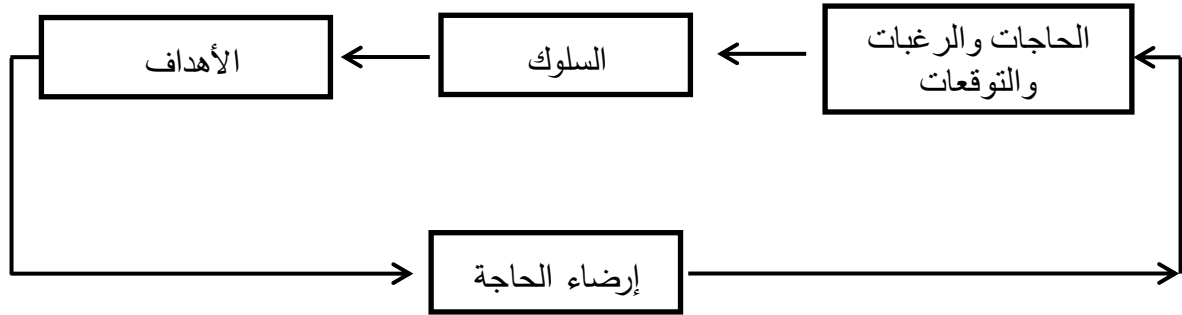 الحاجات والرغبات
والتوقعات
السلوك
الأهداف
إرضاء الحاجة